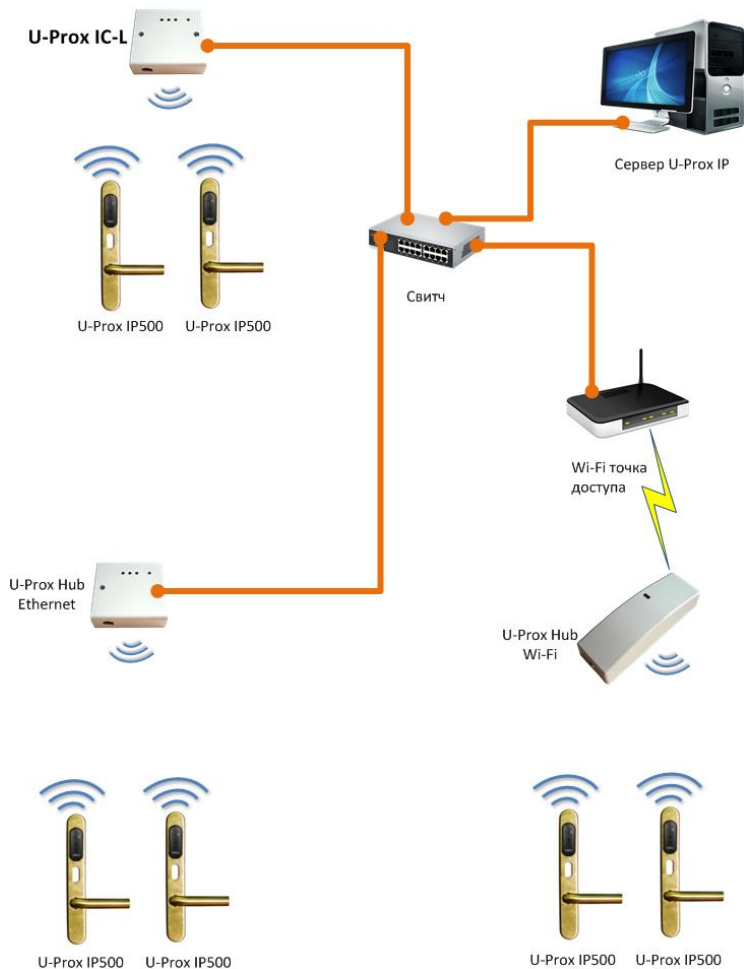 U-Prox IC-L
Сервер U-Prox IP
U-Prox IP500
U-Prox IP500
Свитч
Wi-Fi точка
доступа
U-Prox Hub
Ethernet
U-Prox Hub
Wi-Fi
U-Prox IP500
U-Prox IP500
U-Prox IP500
U-Prox IP500